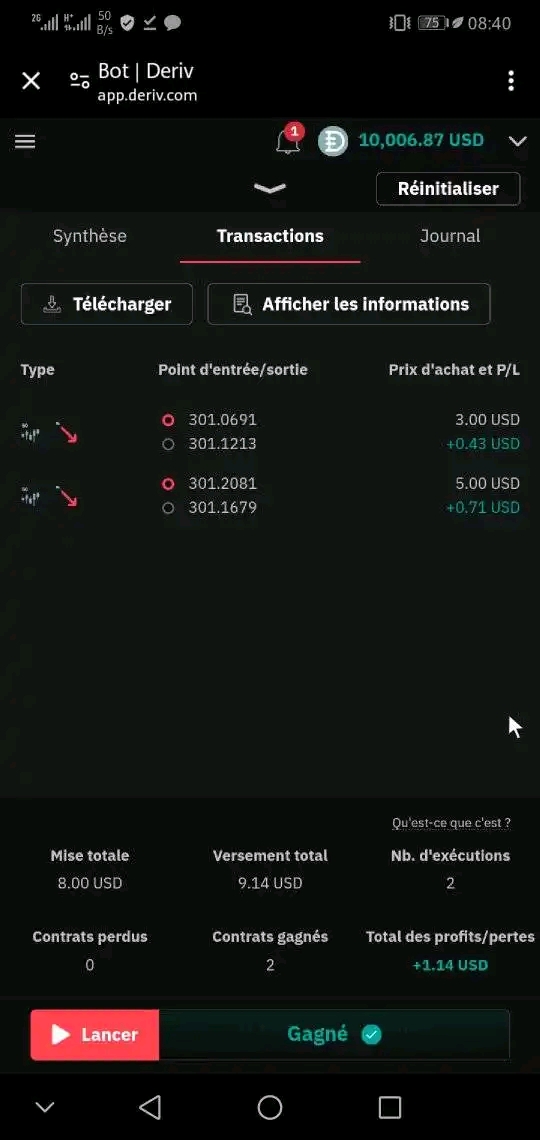 2G H+ 50 B/s 75 08:40
Bot | Deriv
app.deriv.com
1 10,006.87 USD
Réinitialiser
Synthèse Transactions Journal
Télécharger Afficher les informations
Type Point d'entrée/sortie Prix d'achat et P/L
301.0691 3.00 USD
301.1213 +0.43 USD
301.2081 5.00 USD
301.1679 +0.71 USD
Qu'est-ce que c'est ?
Mise totale Versement total Nb. d'exécutions
8.00 USD 9.14 USD 2
Contrats perdus Contrats gagnés Total des profits/pertes
0 2 +1.14 USD
Lancer Gagné